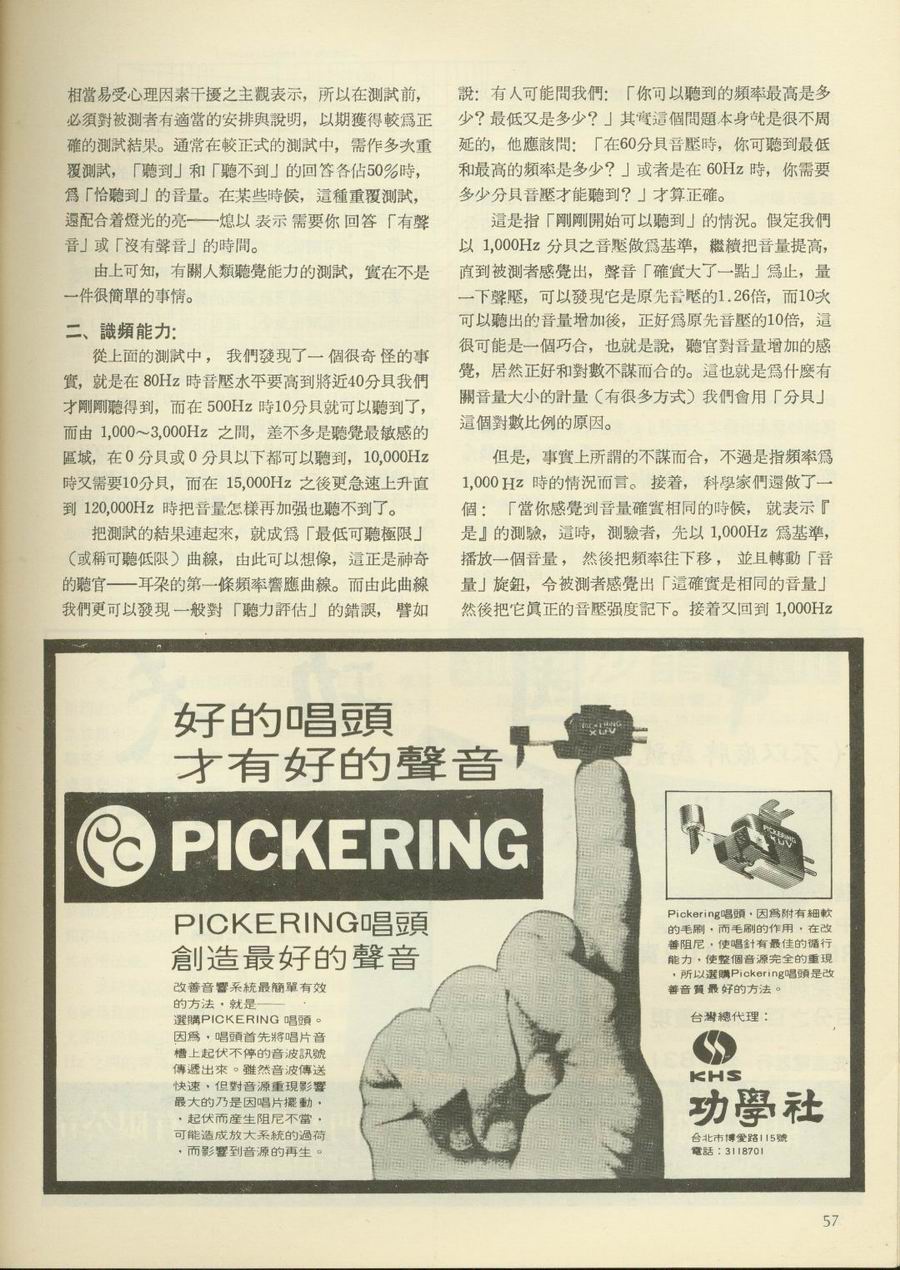 相當易受心理因素干擾之主觀表示，所以在測試前，
必須對被測者有適當的安排與說明，以期獲得較爲正
確的測試結果。通常在較正式的測試中，需作多次重
覆測試，「聽到」和「聽不到」的回答各佔50%時，
爲「恰聽到」的音量。在某些時候，這種重覆測試，
還配合着燈光的亮——熄以表示需要你回答「有聲
音」或「沒有聲音」的時間。
由上可知，有關人類聽覺能力的測試，實在不是
一件很簡單的事情。
二、識頻能力：
從上面的測試中，我們發現了一個很奇怪的事
實，就是在 80Hz 時音壓水平要高到將近40分貝我們
才剛剛聽得到，而在 500Hz 時10分貝就可以聽到了，
而由 1,000～3,000Hz 之間，差不多是聽覺最敏感的
區域，在0分貝或0分貝以下都可以聽到，10,000Hz
時又需要10分貝，而在 15,000Hz 之後更急速上升直
到 120,000Hz 時把音量怎樣再加强也聽不到了。
把測試的結果連起來，就成爲「最低可聽極限」
（或稱可聽低限）曲線，由此可以想像，這正是神奇
的聽官——耳朶的第一條頻率響應曲線。而由此曲線
我們更可以發現一般對「聽力評估」的錯誤，譬如
說：有人可能問我們：「你可以聽到的頻率最高是多
少？最低又是多少？」其實這個問題本身就是很不周
延的，他應該問：「在60分貝音壓時，你可聽到最低
和最高的頻率是多少？」或者是在 60Hz 時，你需要
多少分貝音壓才能聽到？」才算正確。
這是指「剛剛開始可以聽到」的情況。假定我們
以 1,000Hz 分貝之音壓做爲基準，繼續把音量提高，
直到被測者感覺出，聲音「確實大了一點」爲止，量
一下聲壓，可以發現它是原先音壓的1.26倍，而10次
可以聽出的音量增加後，正好爲原先音壓的10倍，這
很可能是一個巧合，也就是說，聽官對音量增加的感
覺，居然正好和對數不謀而合的。這也就是爲什麼有
關音量大小的計量（有很多方式）我們會用「分貝」
這個對數比例的原因。
但是，事實上所謂的不謀而合，不過是指頻率爲
1,000 Hz 時的情況而言。接着，科學家們還做了一
個：「當你感覺到音量確實相同的時候，就表示『
是』的測驗，這時，測驗者，先以 1,000Hz 爲基準，
播放一個音量，然後把頻率往下移，並且轉動「音
量」旋鈕，令被測者感覺出「這確實是相同的音量」
然後把它眞正的音壓强度記下。接着又回到 1,000Hz
好的唱頭
才有好的聲音
PICKERING
XUV
PC PICKERING
PICKERING唱頭
創造最好的聲音
改善音響系統最簡單有效
的方法，就是——
選購PICKERING 唱頭。
因爲，唱頭首先將唱片音
槽上起伏不停的音波訊號
傳遞出來。雖然音波傳送
快速，但對音源重現影響
最大的乃是因唱片擺動，
，起伏而產生阻尼不當，
可能造成放大系統的過荷
，而影響到音源的再生。
PICKERING
XUV
Pickering唱頭，因爲附有細軟
的毛刷，而毛刷的作用，在改
善阻尼，使唱針有最佳的循行
能力，使整個音源完全的重現
，所以選購Pickering唱頭是改
善音質最好的方法。
台灣總代理：
KHS
功學社
台北市博愛路115號
電話：3118701
57